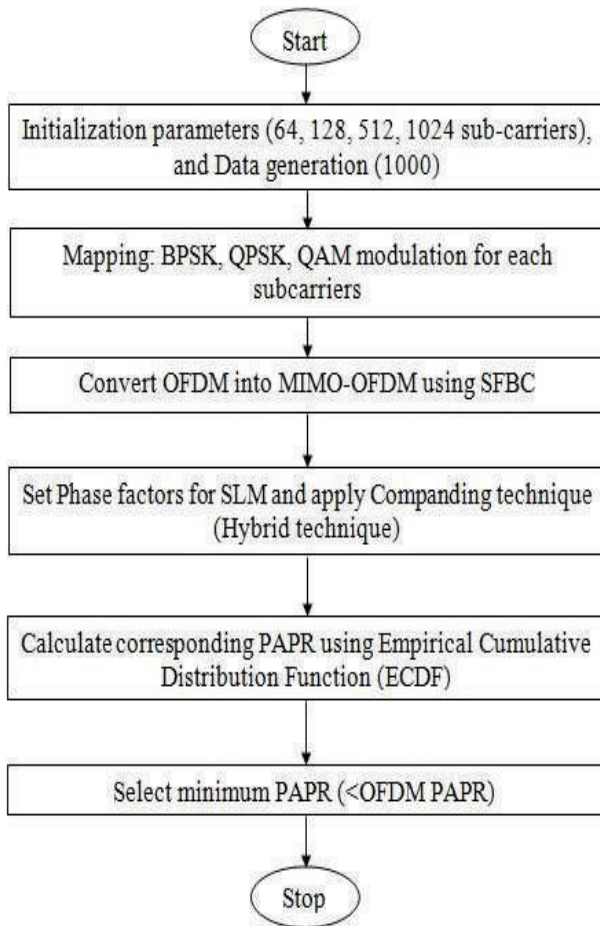 Start
Initialization parameters (64, 128, 512, 1024 sub-carriers),
and Data generation (1000)
Mapping: BPSK, QPSK, QAM modulation for each
subcarriers
Convert OFDM into MIMO-OFDM using SFBC
Set Phase factors for SLM and apply Companding technique
(Hybrid technique)
Calculate corresponding PAPR using Empirical Cumulative
Distribution Function (ECDF)
Select minimum PAPR (<OFDM PAPR)
Stop